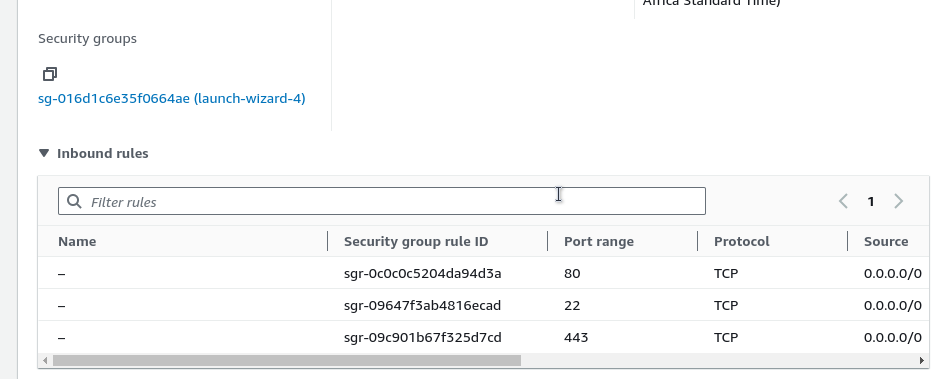 Africa Standard Time)
Security groups
sg-016d1c6e35f0664ae (launch-wizard-4)
Inbound rules
Filter rules
1
Name Security group rule ID Port range Protocol Source
– sgr-0c0c0c5204da94d3a 80 TCP 0.0.0.0/0
– sgr-09647f3ab4816ecad 22 TCP 0.0.0.0/0
– sgr-09c901b67f325d7cd 443 TCP 0.0.0.0/0